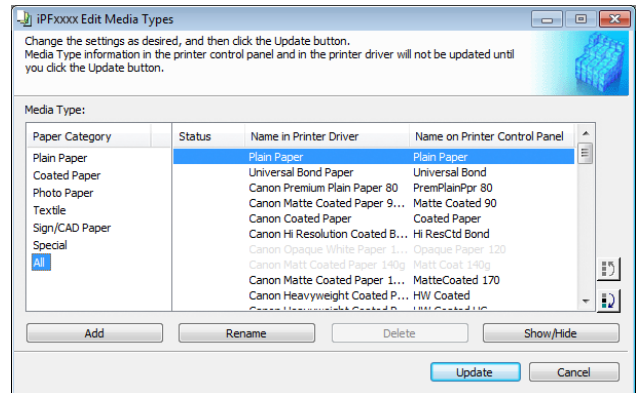 iPFxxxx Edit Media Types
Change the settings as desired, and then click the Update button.
Media Type information in the printer control panel and in the printer driver will not be updated until
you click the Update button.
Media Type:
Paper Category Status Name in Printer Driver Name on Printer Control Panel
Plain Paper Plain Paper Plain Paper
Coated Paper Universal Bond Paper Universal Bond
Photo Paper Canon Premium Plain Paper 80 PremPlainPpr 80
Textile Canon Matte Coated Paper 9... Matte Coated 90
Sign/CAD Paper Canon Coated Paper Coated Paper
Special Canon Hi Resolution Coated B... Hi ResCtd Bond
All Canon Opaque White Paper 1... Opaque Paper 120
Canon Matt Coated Paper 140g Matt Coat 140g
Canon Matte Coated Paper 1... MatteCoated 170
Canon Heavyweight Coated P... HW Coated
Add Rename Delete Show/Hide
Update Cancel